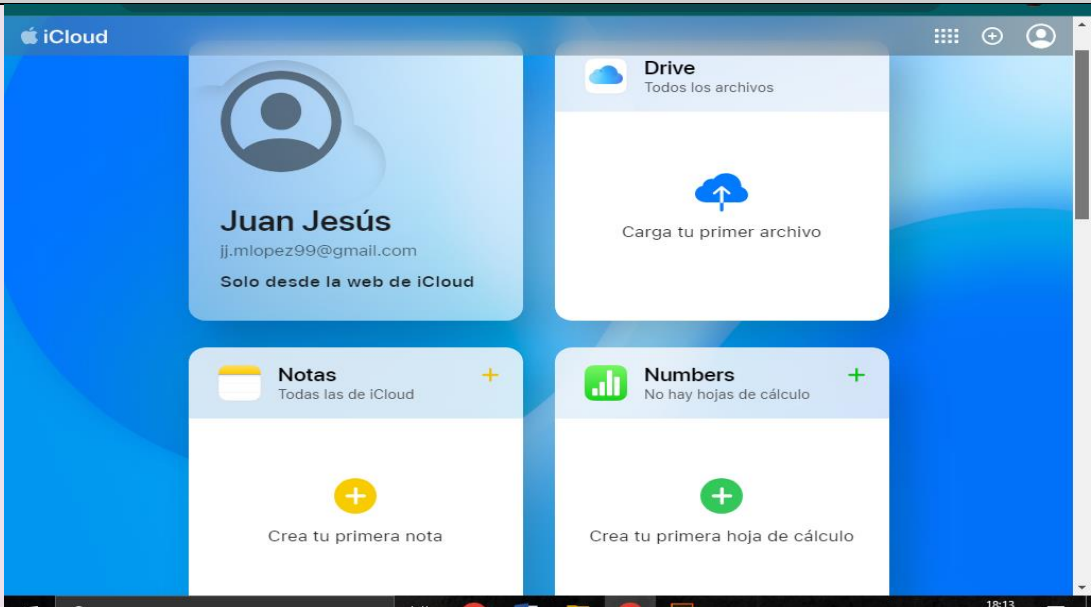 iCloud
Juan Jesús
jj.mlopez99@gmail.com
Solo desde la web de iCloud
Drive
Todos los archivos
Carga tu primer archivo
Notas
Todas las de iCloud
Crea tu primera nota
Numbers
No hay hojas de cálculo
Crea tu primera hoja de cálculo
18:13